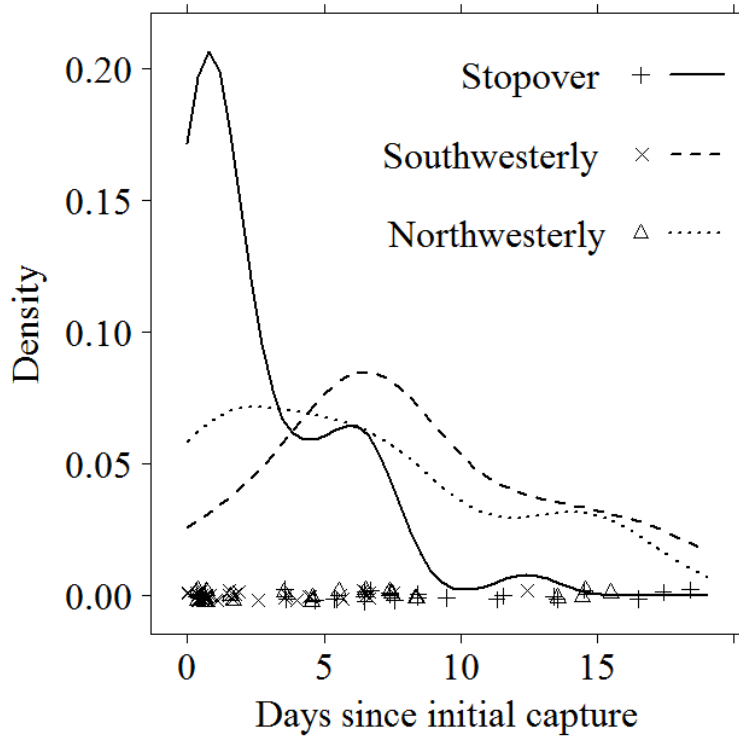 0.20
0.15
0.10
0.05
0.00
Density
Stopover
Southwesterly
Northwesterly
0 5 10 15
Days since initial capture